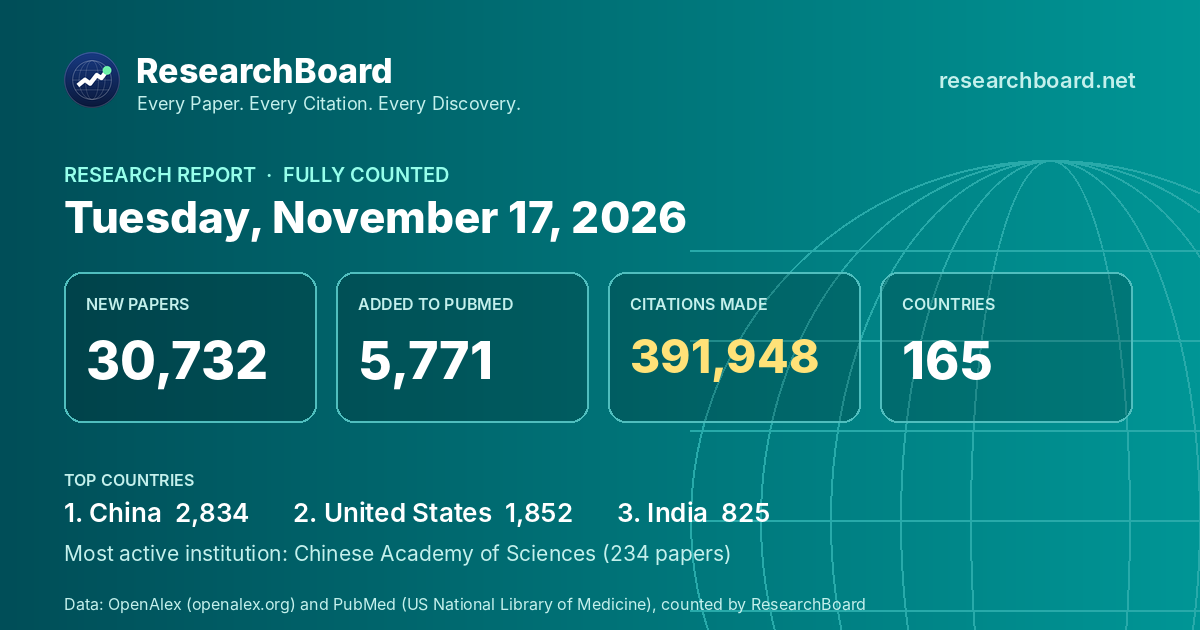 ResearchBoard
Every Paper. Every Citation. Every Discovery.
researchboard.net
RESEARCH REPORT · FULLY COUNTED
Tuesday, November 17, 2026
NEW PAPERS
30,732
ADDED TO PUBMED
5,771
CITATIONS MADE
391,948
COUNTRIES
165
TOP COUNTRIES
1. China 2,834 2. United States 1,852 3. India 825
Most active institution: Chinese Academy of Sciences (234 papers)
Data: OpenAlex (openalex.org) and PubMed (US National Library of Medicine), counted by ResearchBoard